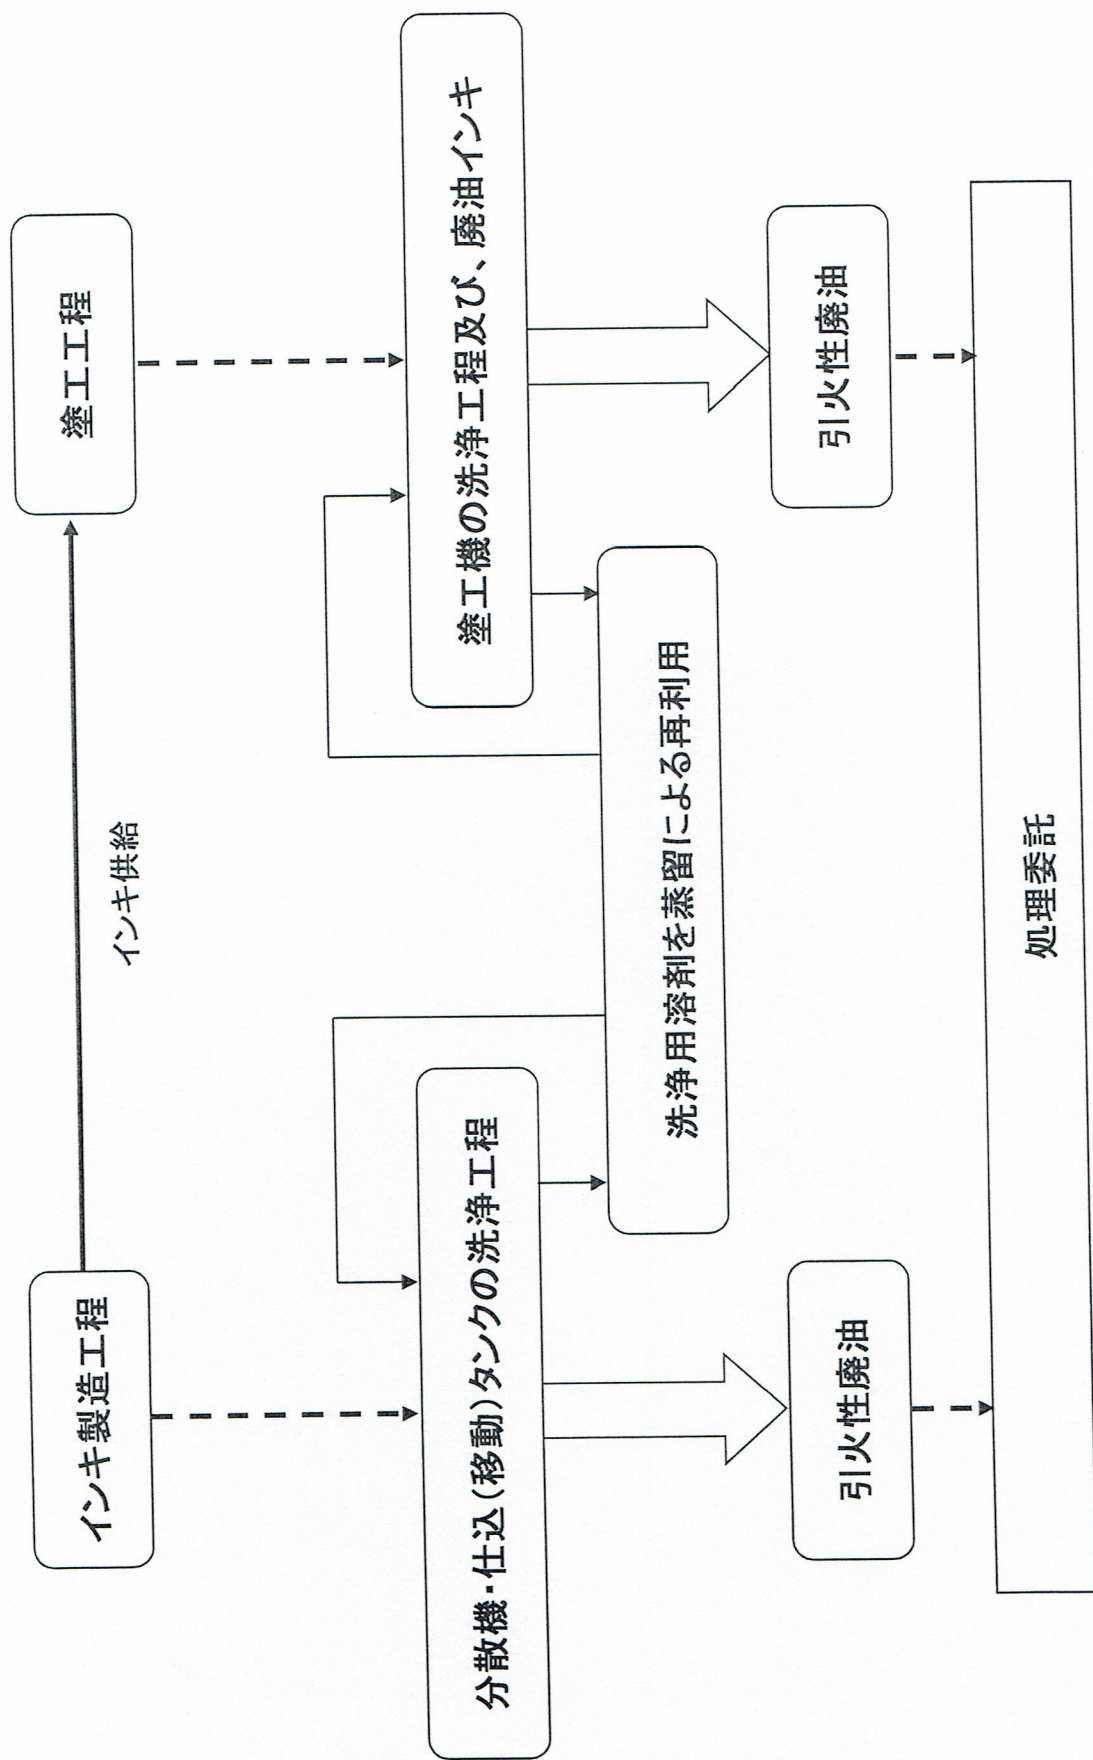 インキ製造工程
インキ供給
塗工工程
分散機・仕込(移動)タンクの洗浄工程
塗工機の洗浄工程及び、廃油インキ
洗浄用溶剤を蒸留による再利用
引火性廃油
引火性廃油
処理委託